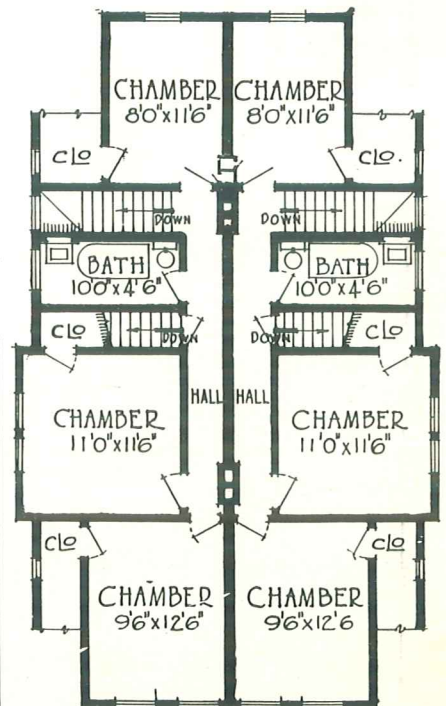 CHAMBER CHAMBER
8'0"x11'6" 8'0"x11'6"
CLO CLO.
DOWN DOWN
BATH BATH
10'0"x4'6" 10'0"x4'6"
CLO CLO
DOWN DOWN
HALL HALL
CHAMBER CHAMBER
11'0"x11'6" 11'0"x11'6"
CLO CLO
CHAMBER CHAMBER
9'6"x12'6" 9'6"x12'6